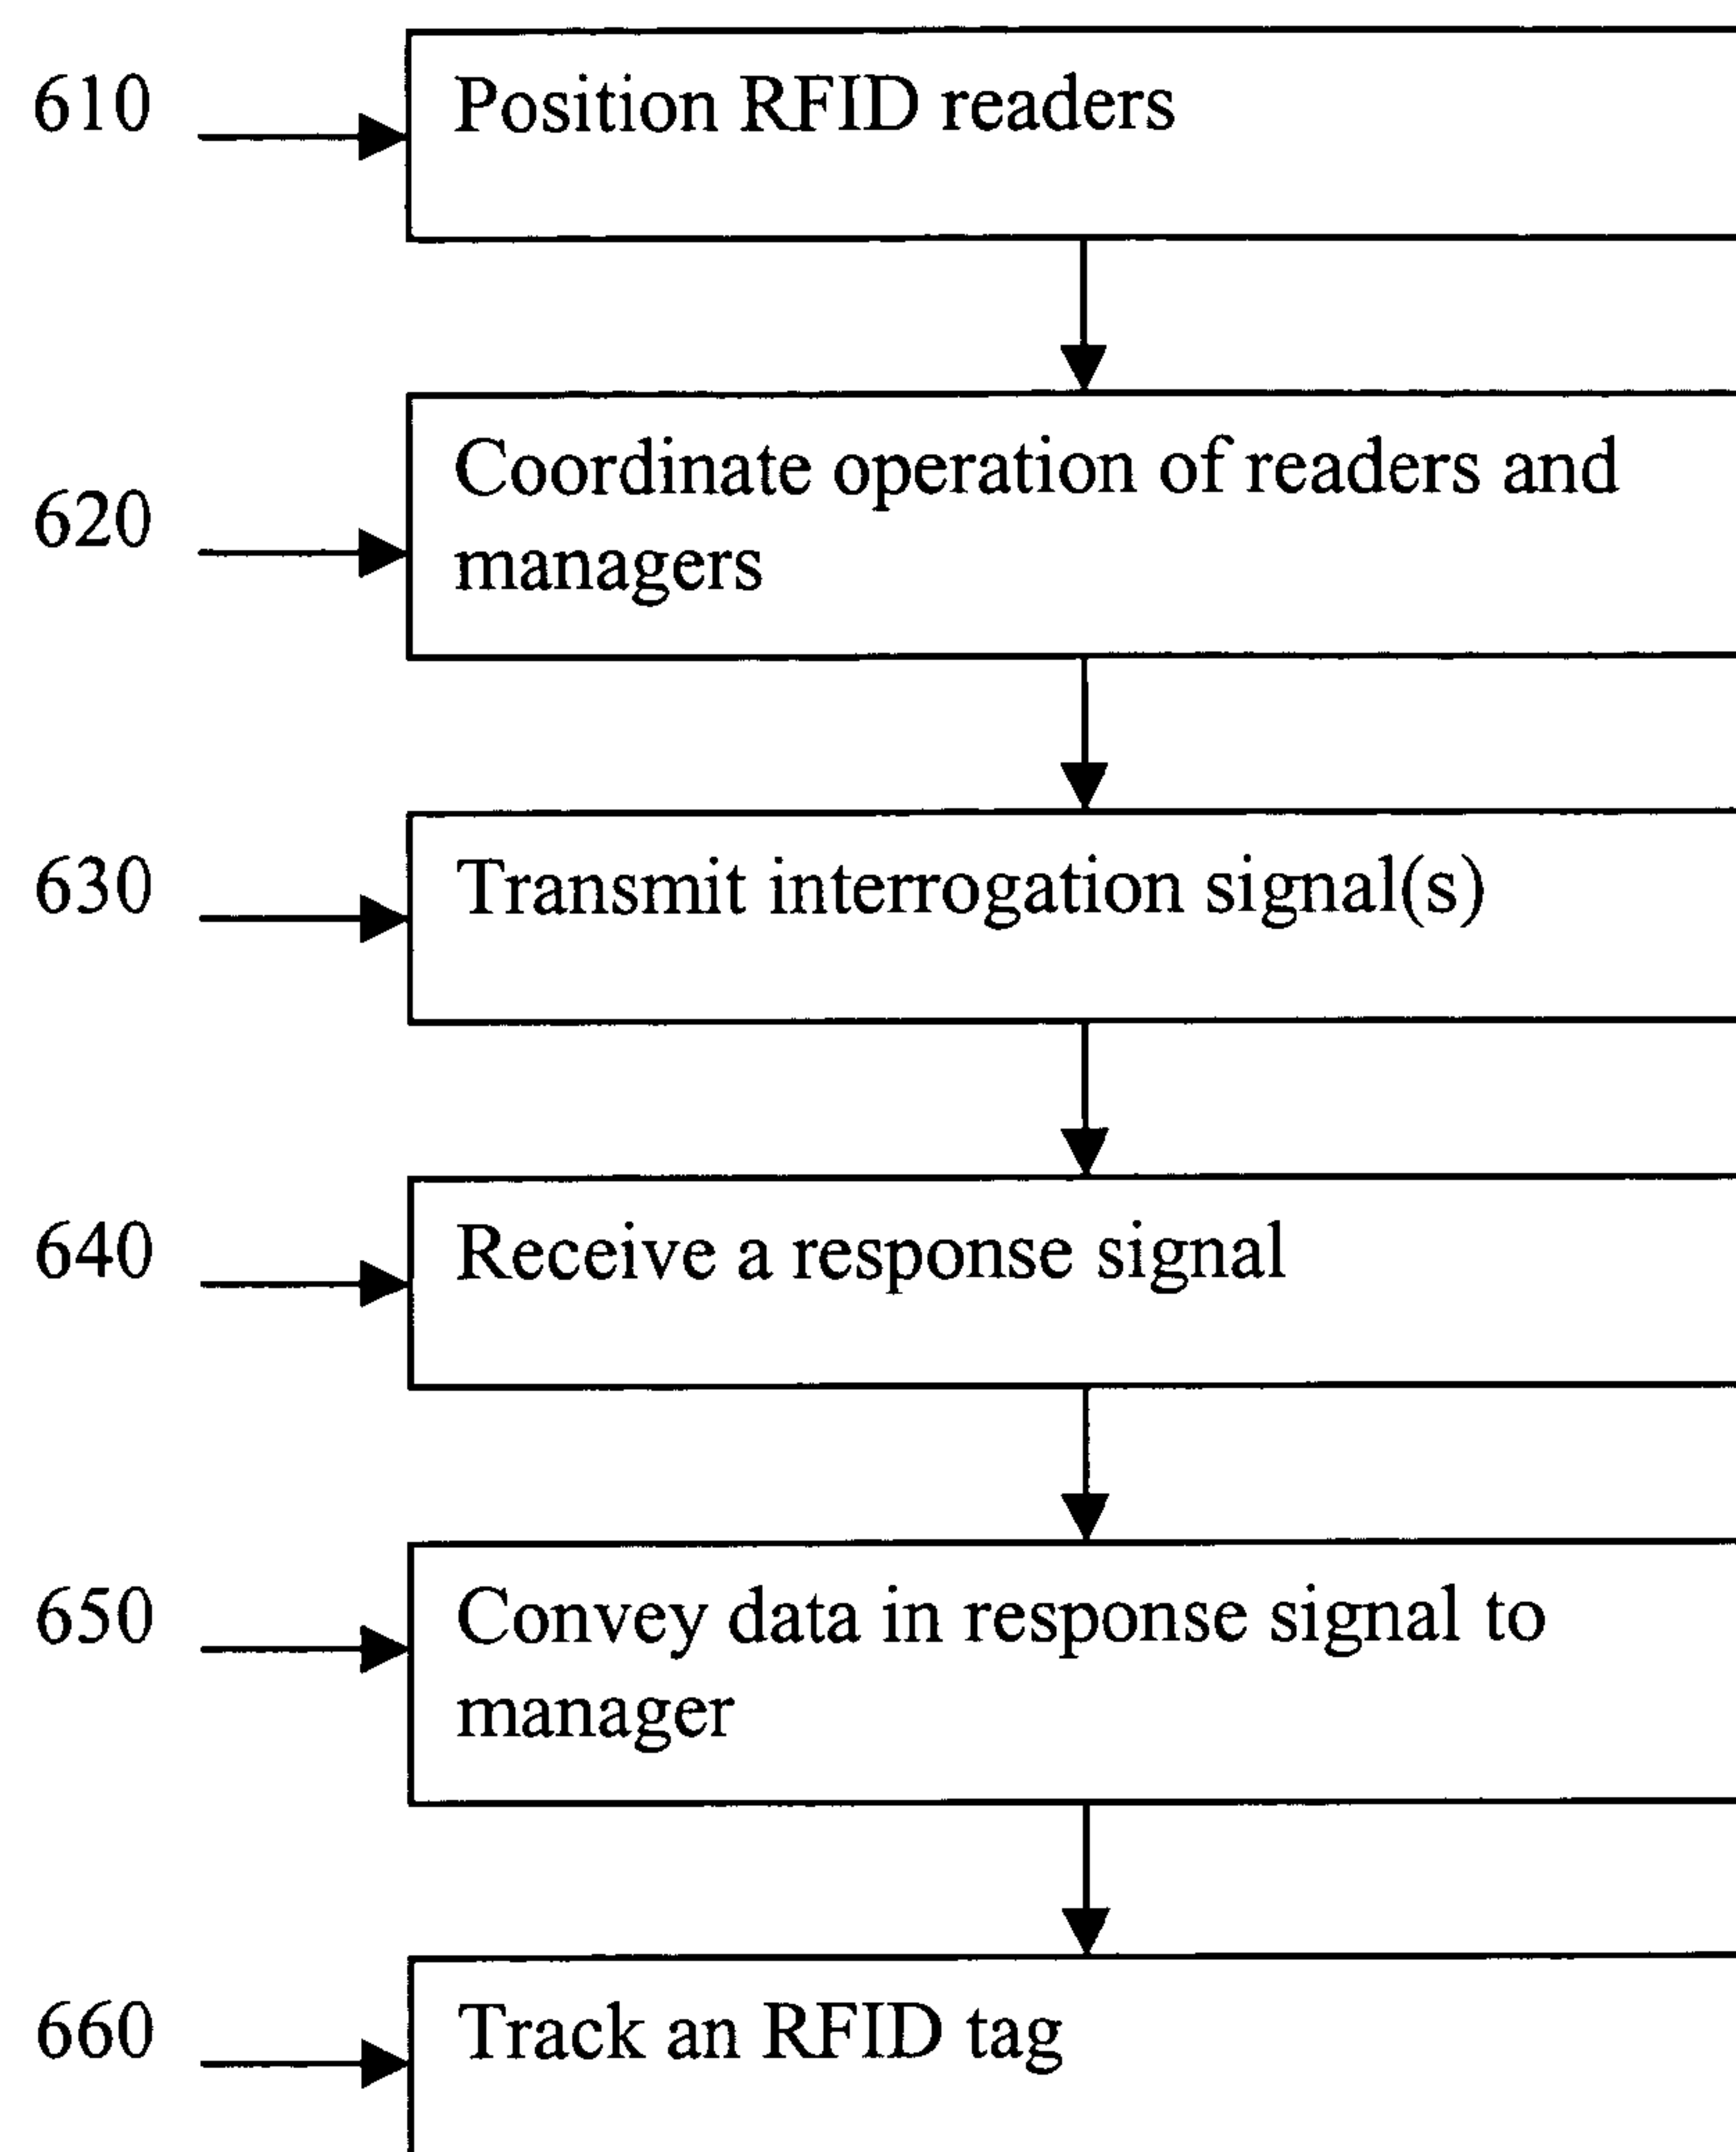 610
Position RFID readers
620
Coordinate operation of readers and
managers
630
Transmit interrogation signal(s)
640
Receive a response signal
650
Convey data in response signal to
manager
660
Track an RFID tag